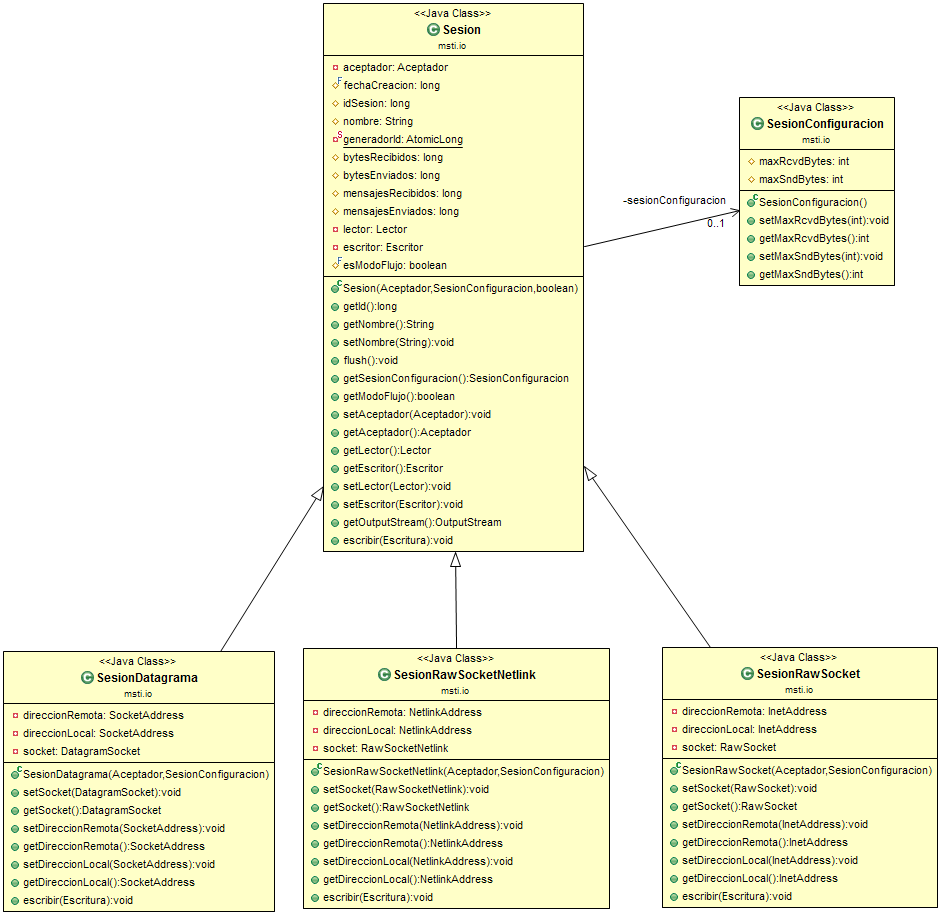 <<Java Class>>
Sesion
msti.io
aceptador: Aceptador
fechaCreacion: long
idSesion: long
nombre: String
generadorId: AtomicLong
bytesRecibidos: long
bytesEnviados: long
mensajesRecibidos: long
mensajesEnviados: long
lector: Lector
escritor: Escritor
esModoFlujo: boolean
Sesion(Aceptador,SesionConfiguracion,boolean)
getId():long
getNombre():String
setNombre(String):void
flush():void
getSesionConfiguracion():SesionConfiguracion
getModoFlujo():boolean
setAceptador(Aceptador):void
getAceptador():Aceptador
getLector():Lector
getEscritor():Escritor
setLector(Lector):void
setEscritor(Escritor):void
getOutputStream():OutputStream
escribir(Escritura):void
-sesionConfiguracion
0..1
<<Java Class>>
SesionConfiguracion
msti.io
maxRcvdBytes: int
maxSndBytes: int
SesionConfiguracion()
setMaxRcvdBytes(int):void
getMaxRcvdBytes():int
setMaxSndBytes(int):void
getMaxSndBytes():int
<<Java Class>>
SesionDatagrama
msti.io
direccionRemota: SocketAddress
direccionLocal: SocketAddress
socket: DatagramSocket
SesionDatagrama(Aceptador,SesionConfiguracion)
setSocket(DatagramSocket):void
getSocket():DatagramSocket
setDireccionRemota(SocketAddress):void
getDireccionRemota():SocketAddress
setDireccionLocal(SocketAddress):void
getDireccionLocal():SocketAddress
escribir(Escritura):void
<<Java Class>>
SesionRawSocketNetlink
msti.io
direccionRemota: NetlinkAddress
direccionLocal: NetlinkAddress
socket: RawSocketNetlink
SesionRawSocketNetlink(Aceptador,SesionConfiguracion)
setSocket(RawSocketNetlink):void
getSocket():RawSocketNetlink
setDireccionRemota(NetlinkAddress):void
getDireccionRemota():NetlinkAddress
setDireccionLocal(NetlinkAddress):void
getDireccionLocal():NetlinkAddress
escribir(Escritura):void
<<Java Class>>
SesionRawSocket
msti.io
direccionRemota: InetAddress
direccionLocal: InetAddress
socket: RawSocket
SesionRawSocket(Aceptador,SesionConfiguracion)
setSocket(RawSocket):void
getSocket():RawSocket
setDireccionRemota(InetAddress):void
getDireccionRemota():InetAddress
setDireccionLocal(InetAddress):void
getDireccionLocal():InetAddress
escribir(Escritura):void